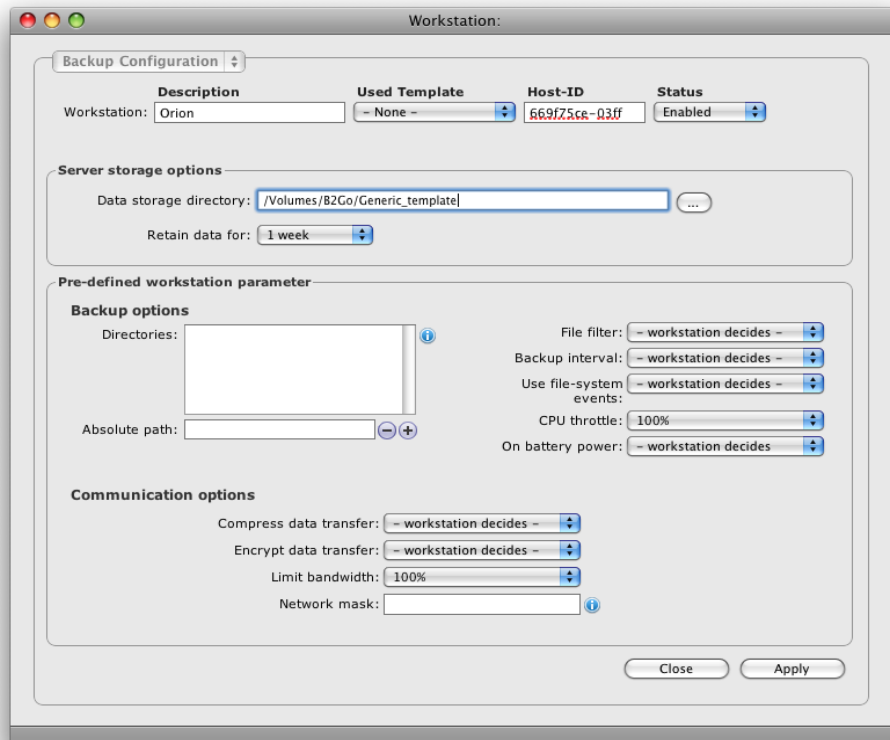 Workstation:
Backup Configuration
Description Used Template Host-ID Status
Workstation: Orion - None - 669f75ce-03ff Enabled
Server storage options
Data storage directory: /Volumes/B2Go/Generic_template ...
Retain data for: 1 week
Pre-defined workstation parameter
Backup options
Directories:
File filter: - workstation decides -
Backup interval: - workstation decides -
Use file-system events: - workstation decides -
CPU throttle: 100%
Absolute path:
On battery power: - workstation decides
Communication options
Compress data transfer: - workstation decides -
Encrypt data transfer: - workstation decides -
Limit bandwidth: 100%
Network mask:
Close Apply